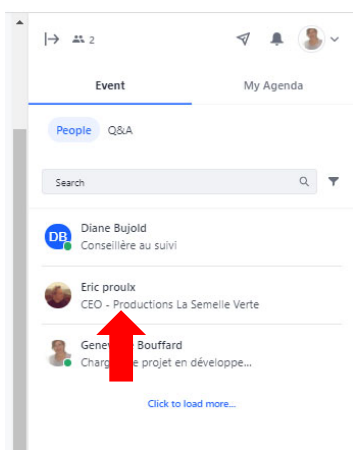 2
Event My Agenda
People Q&A
Search
DB
Diane Bujold
Conseillère au suivi
Eric proulx
CEO - Productions La Semelle Verte
Bouffard
projet en développe...
Click to load more...